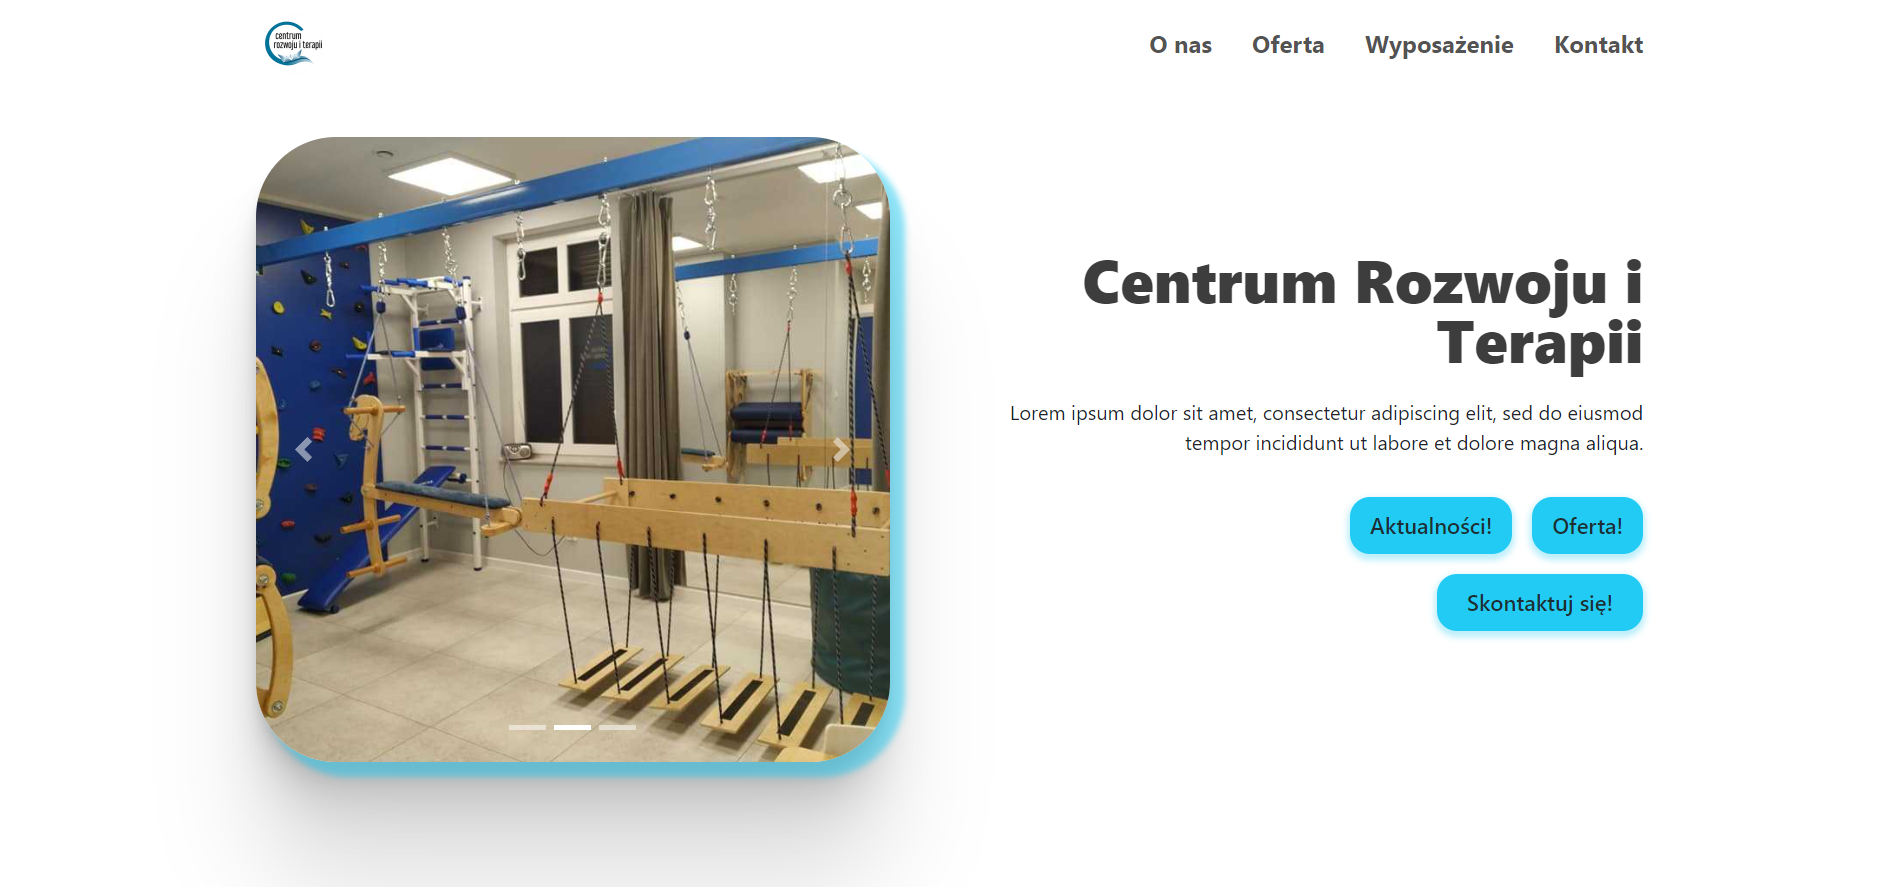 centrum
rozwoju i terapii
O nas
Oferta
Wyposażenie
Kontakt
Centrum Rozwoju i
Terapii
Lorem ipsum dolor sit amet, consectetur adipiscing elit, sed do eiusmod
tempor incididunt ut labore et dolore magna aliqua.
Aktualności!
Oferta!
Skontaktuj się!